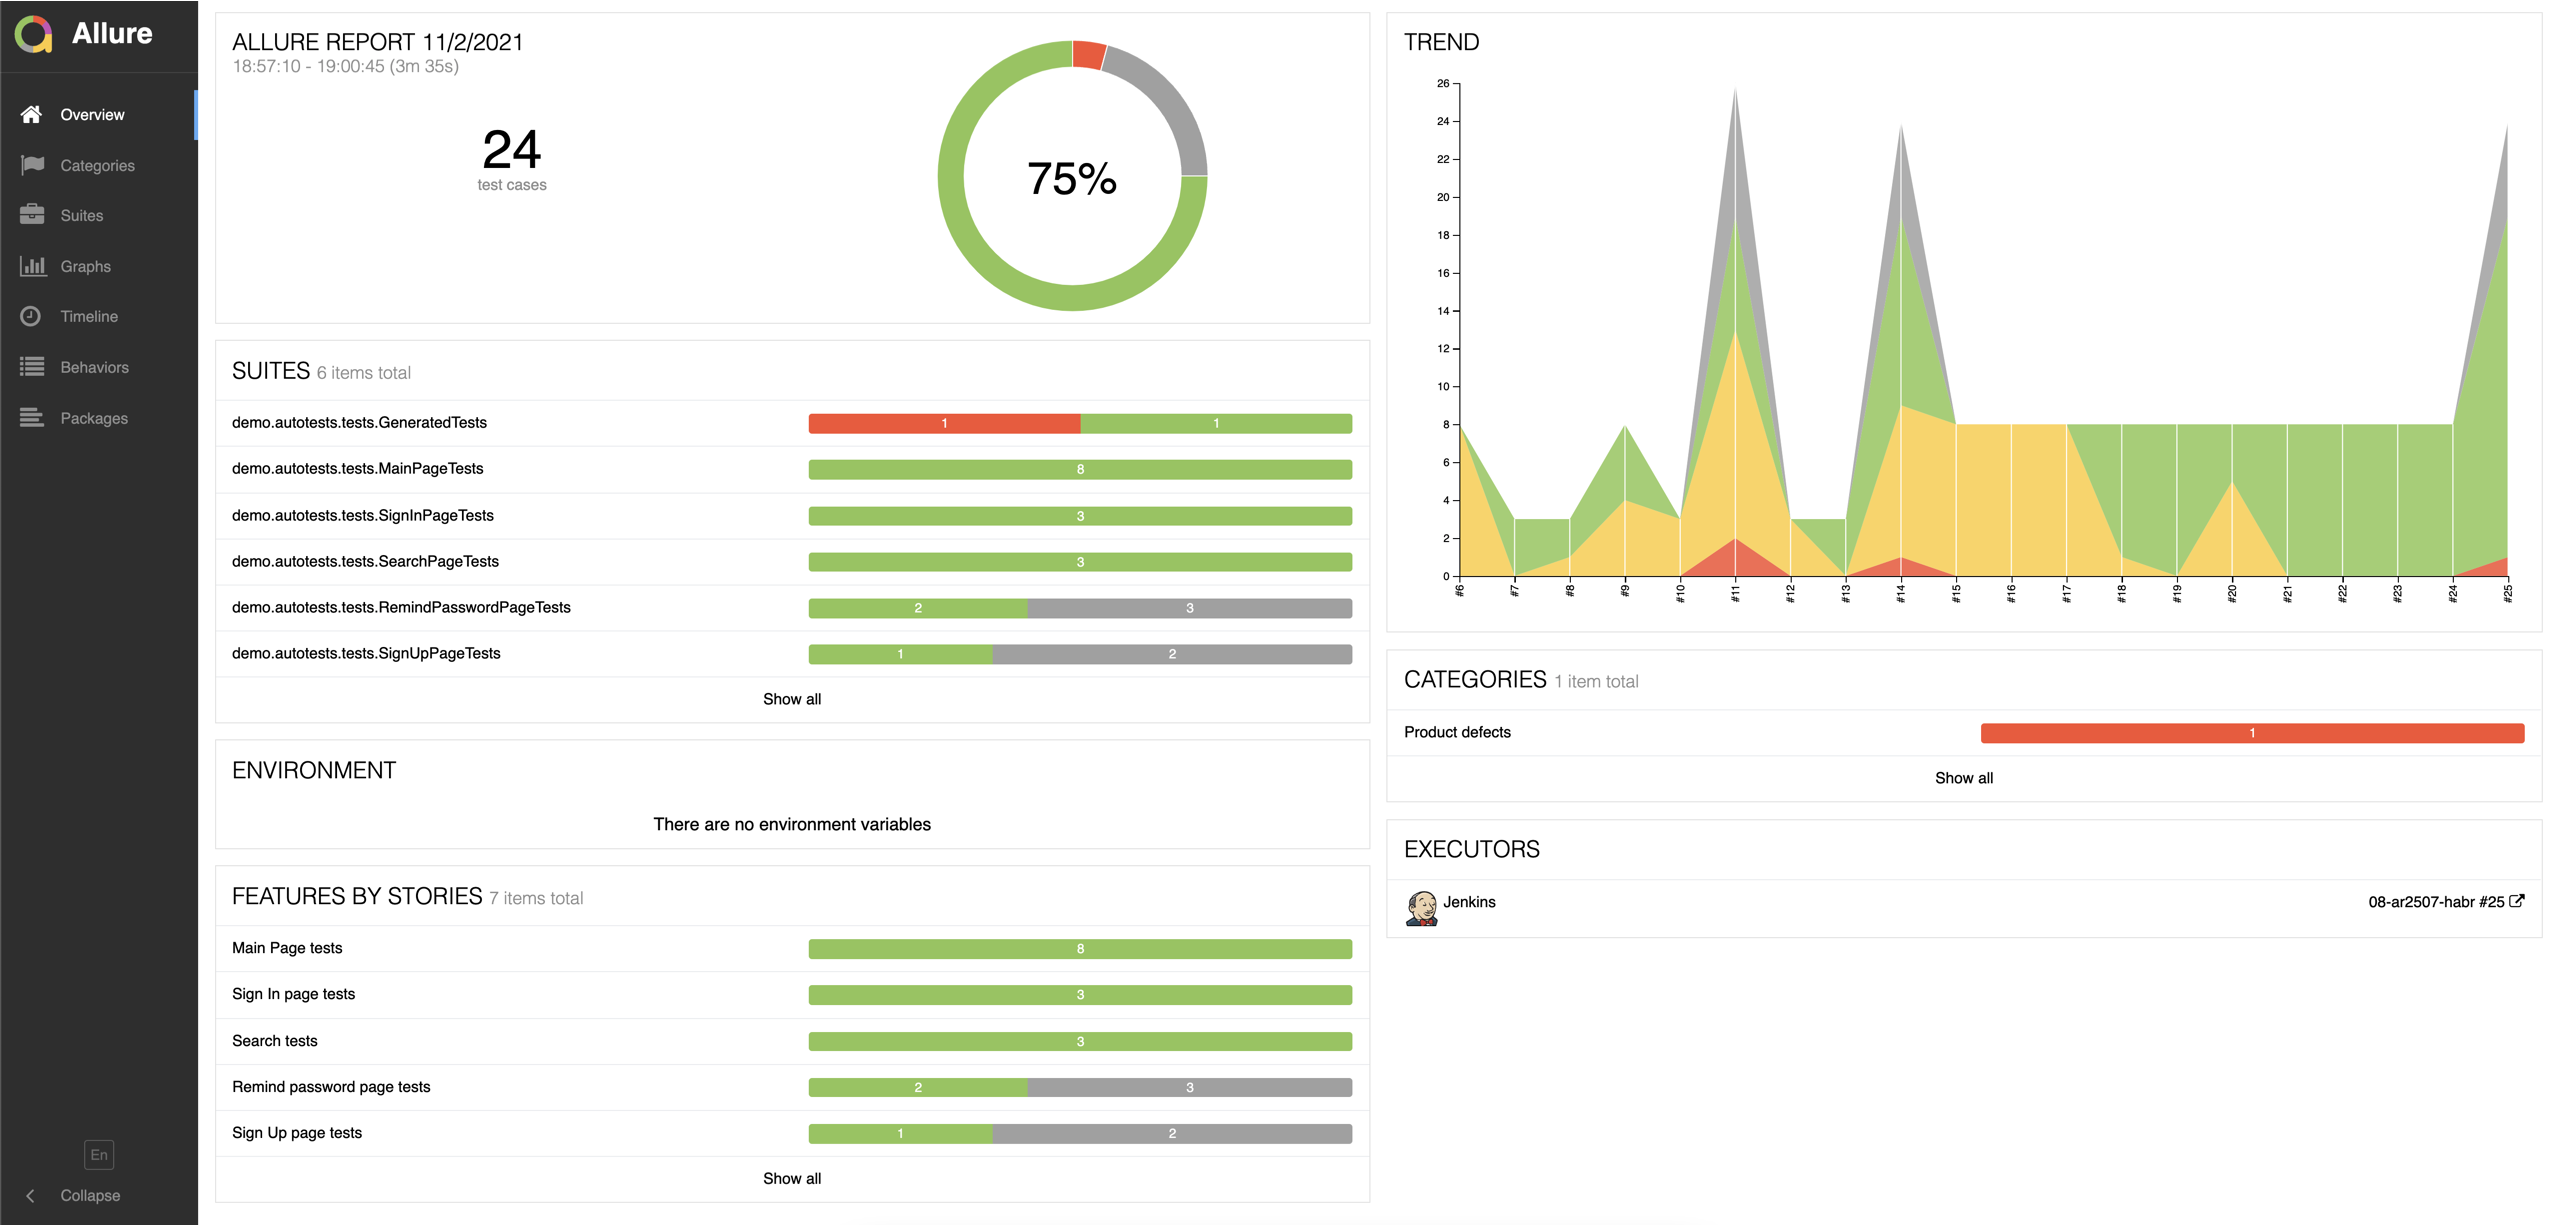 Allure
Overview
Categories
Suites
Graphs
Timeline
Behaviors
Packages
En
Collapse
ALLURE REPORT 11/2/2021
18:57:10 - 19:00:45 (3m 35s)
24
test cases
75%
SUITES 6 items total
demo.autotests.tests.GeneratedTests 1 1
demo.autotests.tests.MainPageTests 8
demo.autotests.tests.SignInPageTests 3
demo.autotests.tests.SearchPageTests 3
demo.autotests.tests.RemindPasswordPageTests 2 3
demo.autotests.tests.SignUpPageTests 1 2
Show all
ENVIRONMENT
There are no environment variables
FEATURES BY STORIES 7 items total
Main Page tests 8
Sign In page tests 3
Search tests 3
Remind password page tests 2 3
Sign Up page tests 1 2
Show all
TREND
26
24
22
20
18
16
14
12
10
8
6
4
2
0
#6 #7 #8 #9 #10 #11 #12 #13 #14 #15 #16 #17 #18 #19 #20 #21 #22 #23 #24 #25
CATEGORIES 1 item total
Product defects 1
Show all
EXECUTORS
Jenkins 08-ar2507-habr #25